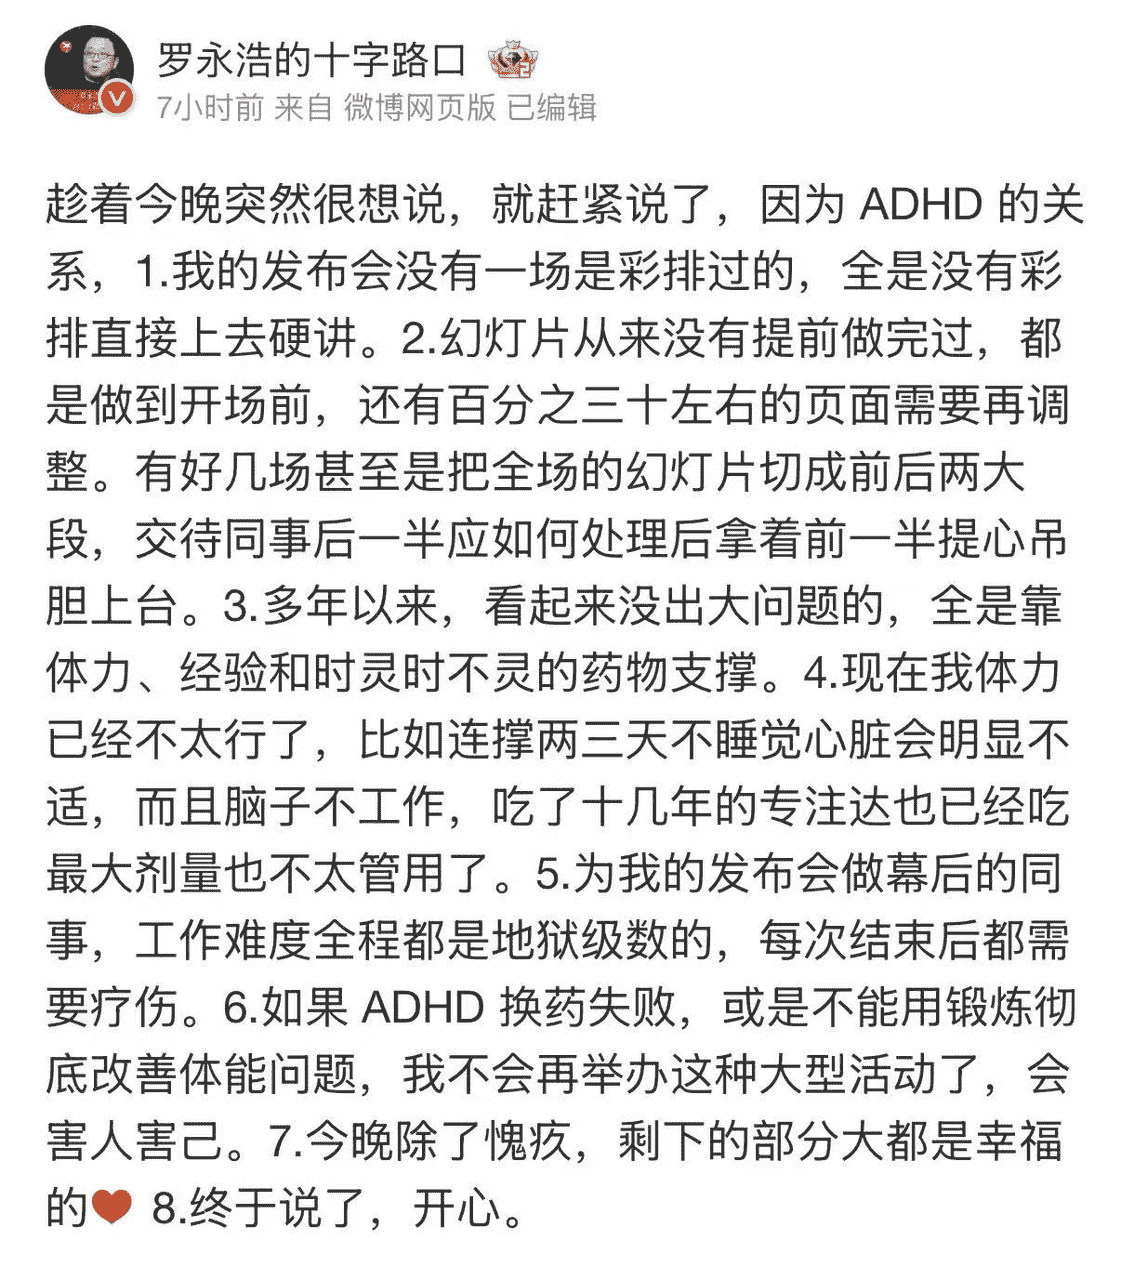 罗永浩的十字路口
7小时前 来自 微博网页版 已编辑
趁着今晚突然很想说，就赶紧说了，因为 ADHD 的关
系，1.我的发布会没有一场是彩排过的，全是没有彩
排直接上去硬讲。2.幻灯片从来没有提前做完过，都
是做到开场前，还有百分之三十左右的页面需要再调
整。有好几场甚至是把全场的幻灯片切成前后两大
段，交待同事后一半应如何处理后拿着前一半提心吊
胆上台。3.多年以来，看起来没出大问题的，全是靠
体力、经验和时灵时不灵的药物支撑。4.现在我体力
已经不太行了，比如连撑两三天不睡觉心脏会明显不
适，而且脑子不工作，吃了十几年的专注达也已经吃
最大剂量也不太管用了。5.为我的发布会做幕后的同
事，工作难度全程都是地狱级数的，每次结束后都需
要疗伤。6.如果 ADHD 换药失败，或是不能用锻炼彻
底改善体能问题，我不会再举办这种大型活动了，会
害人害己。7.今晚除了愧疚，剩下的部分大都是幸福
的❤️ 8.终于说了，开心。